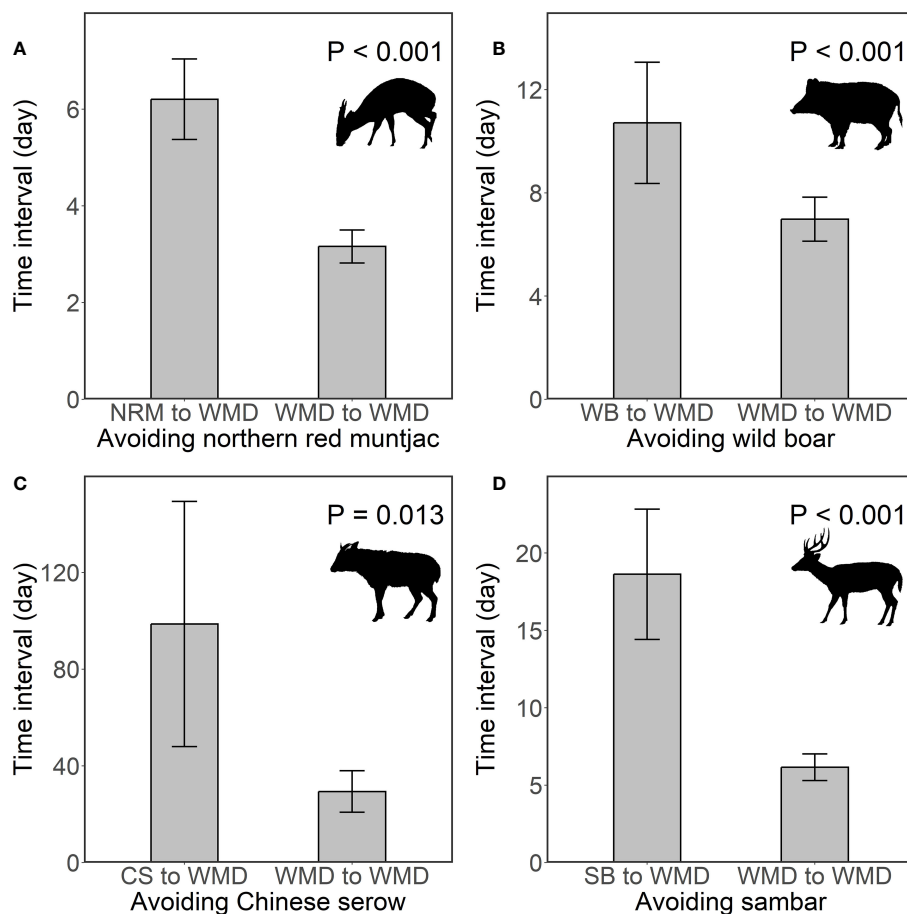 A
P < 0.001
Time interval (day)
6
4
2
0
NRM to WMD WMD to WMD
Avoiding northern red muntjac
B
P < 0.001
Time interval (day)
12
8
4
0
WB to WMD WMD to WMD
Avoiding wild boar
C
P = 0.013
Time interval (day)
120
80
40
0
CS to WMD WMD to WMD
Avoiding Chinese serow
D
P < 0.001
Time interval (day)
20
15
10
5
0
SB to WMD WMD to WMD
Avoiding sambar